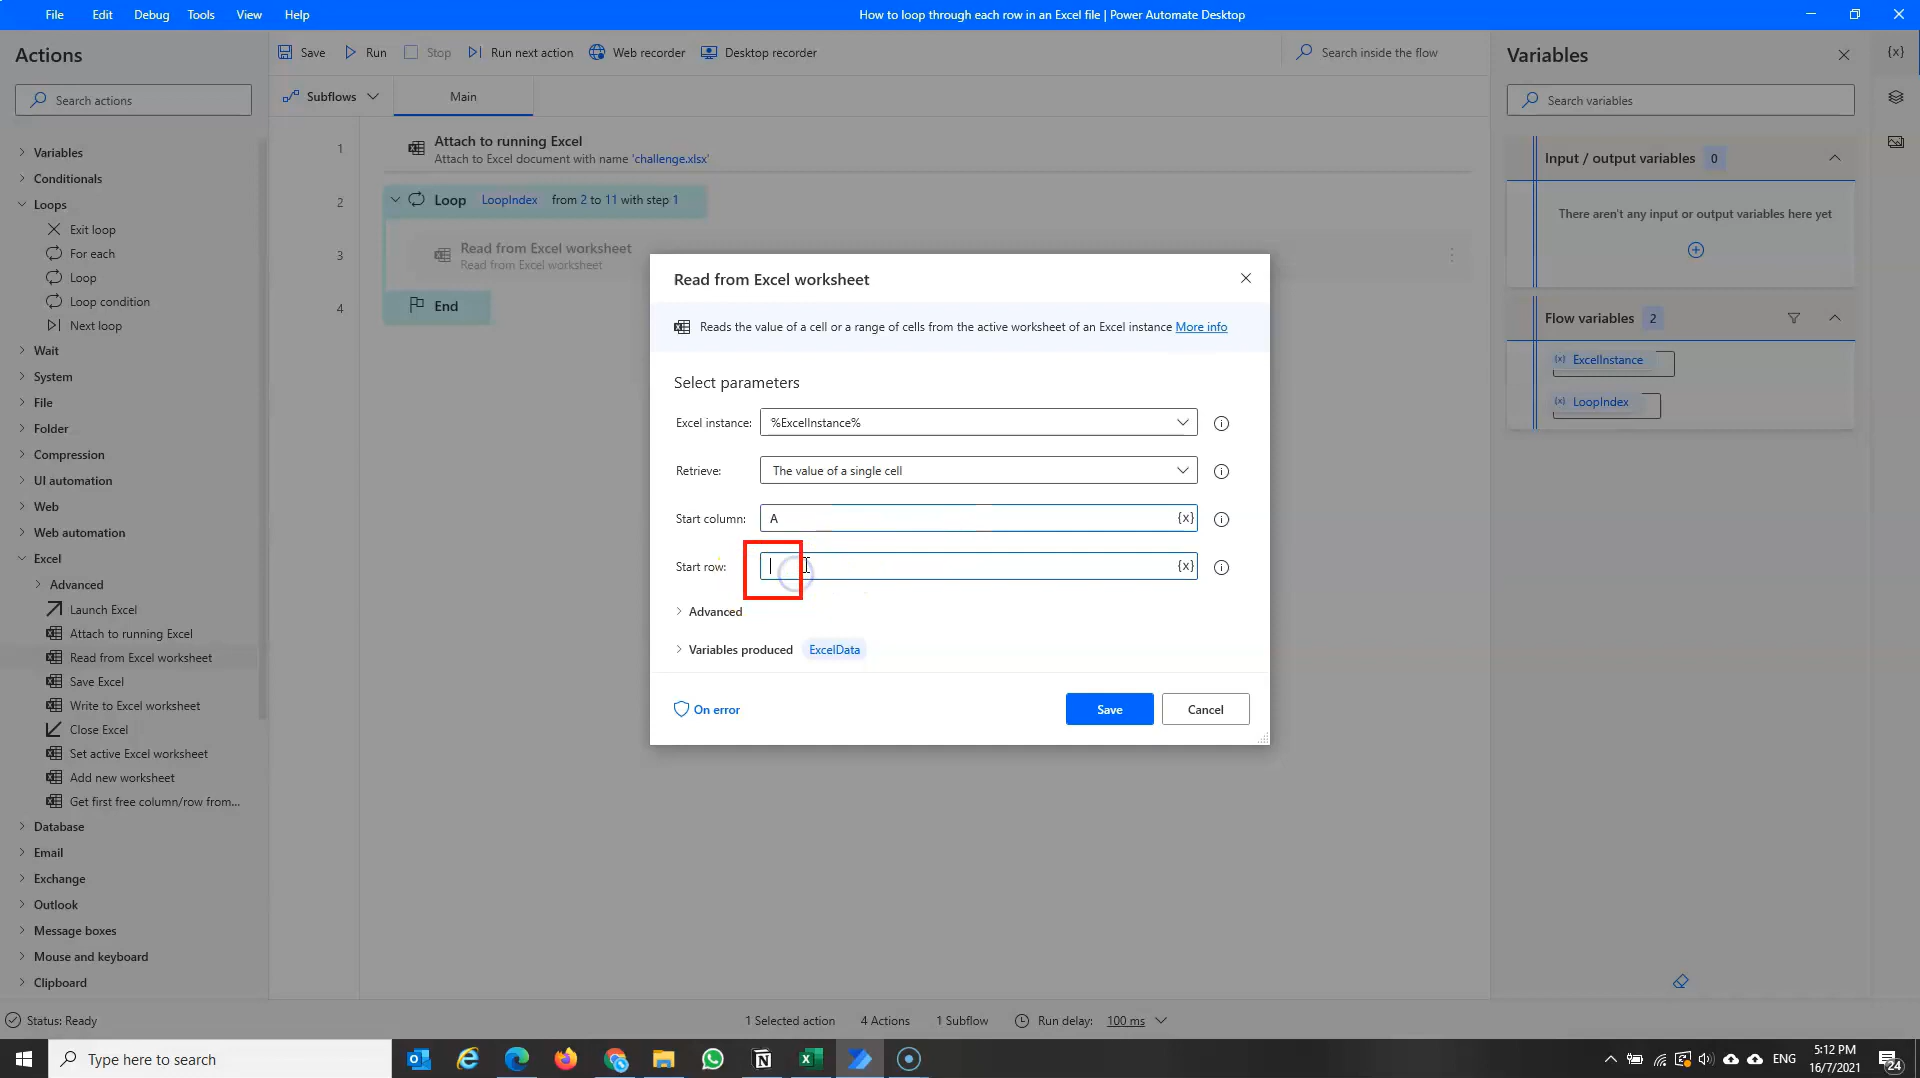 File Edit Debug Tools View Help
How to loop through each row in an Excel file | Power Automate Desktop
Actions
Search actions
Variables
Conditionals
Loops
Exit loop
For each
Loop
Loop condition
Next loop
Wait
System
File
Folder
Compression
UI automation
Web
Web automation
Excel
Advanced
Launch Excel
Attach to running Excel
Read from Excel worksheet
Save Excel
Write to Excel worksheet
Close Excel
Set active Excel worksheet
Add new worksheet
Get first free column/row from...
Database
Email
Exchange
Outlook
Message boxes
Mouse and keyboard
Clipboard
Save Run Stop Run next action Web recorder Desktop recorder
Search inside the flow
Subflows Main
1 Attach to running Excel
Attach to Excel document with name 'challenge.xlsx'
2 Loop LoopIndex from 2 to 11 with step 1
3 Read from Excel worksheet
Read from Excel worksheet
4 End
Read from Excel worksheet
Reads the value of a cell or a range of cells from the active worksheet of an Excel instance More info
Select parameters
Excel instance: %ExcelInstance%
Retrieve: The value of a single cell
Start column: A {x}
Start row: {x}
Advanced
Variables produced ExcelData
On error Save Cancel
Variables {x}
Search variables
Input / output variables 0
There aren't any input or output variables here yet
Flow variables 2
(x) ExcelInstance
(x) LoopIndex
Status: Ready 1 Selected action 4 Actions 1 Subflow Run delay: 100 ms
Type here to search
ENG
5:12 PM
16/7/2021
24